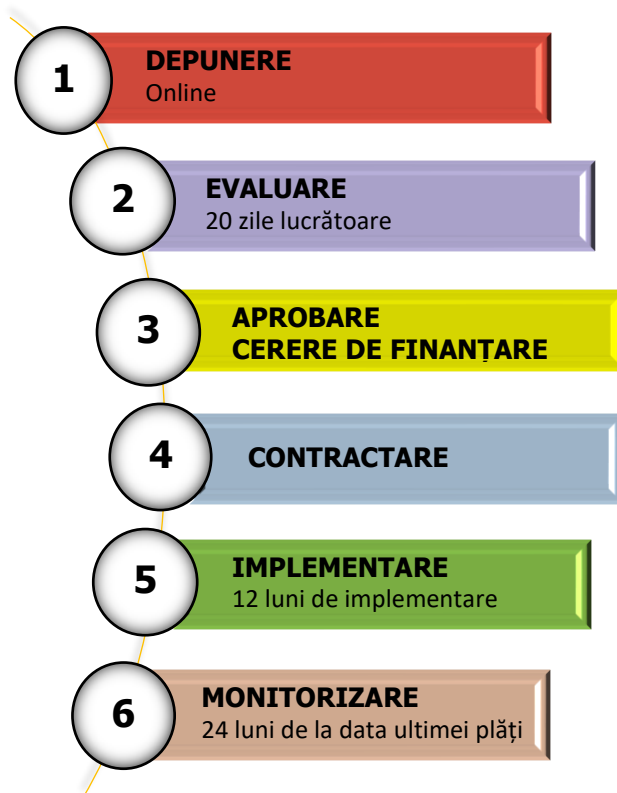 1
DEPUNERE
Online
2
EVALUARE
20 zile lucrătoare
3
APROBARE
CERERE DE FINANȚARE
4
CONTRACTARE
5
IMPLEMENTARE
12 luni de implementare
6
MONITORIZARE
24 luni de la data ultimei plăți